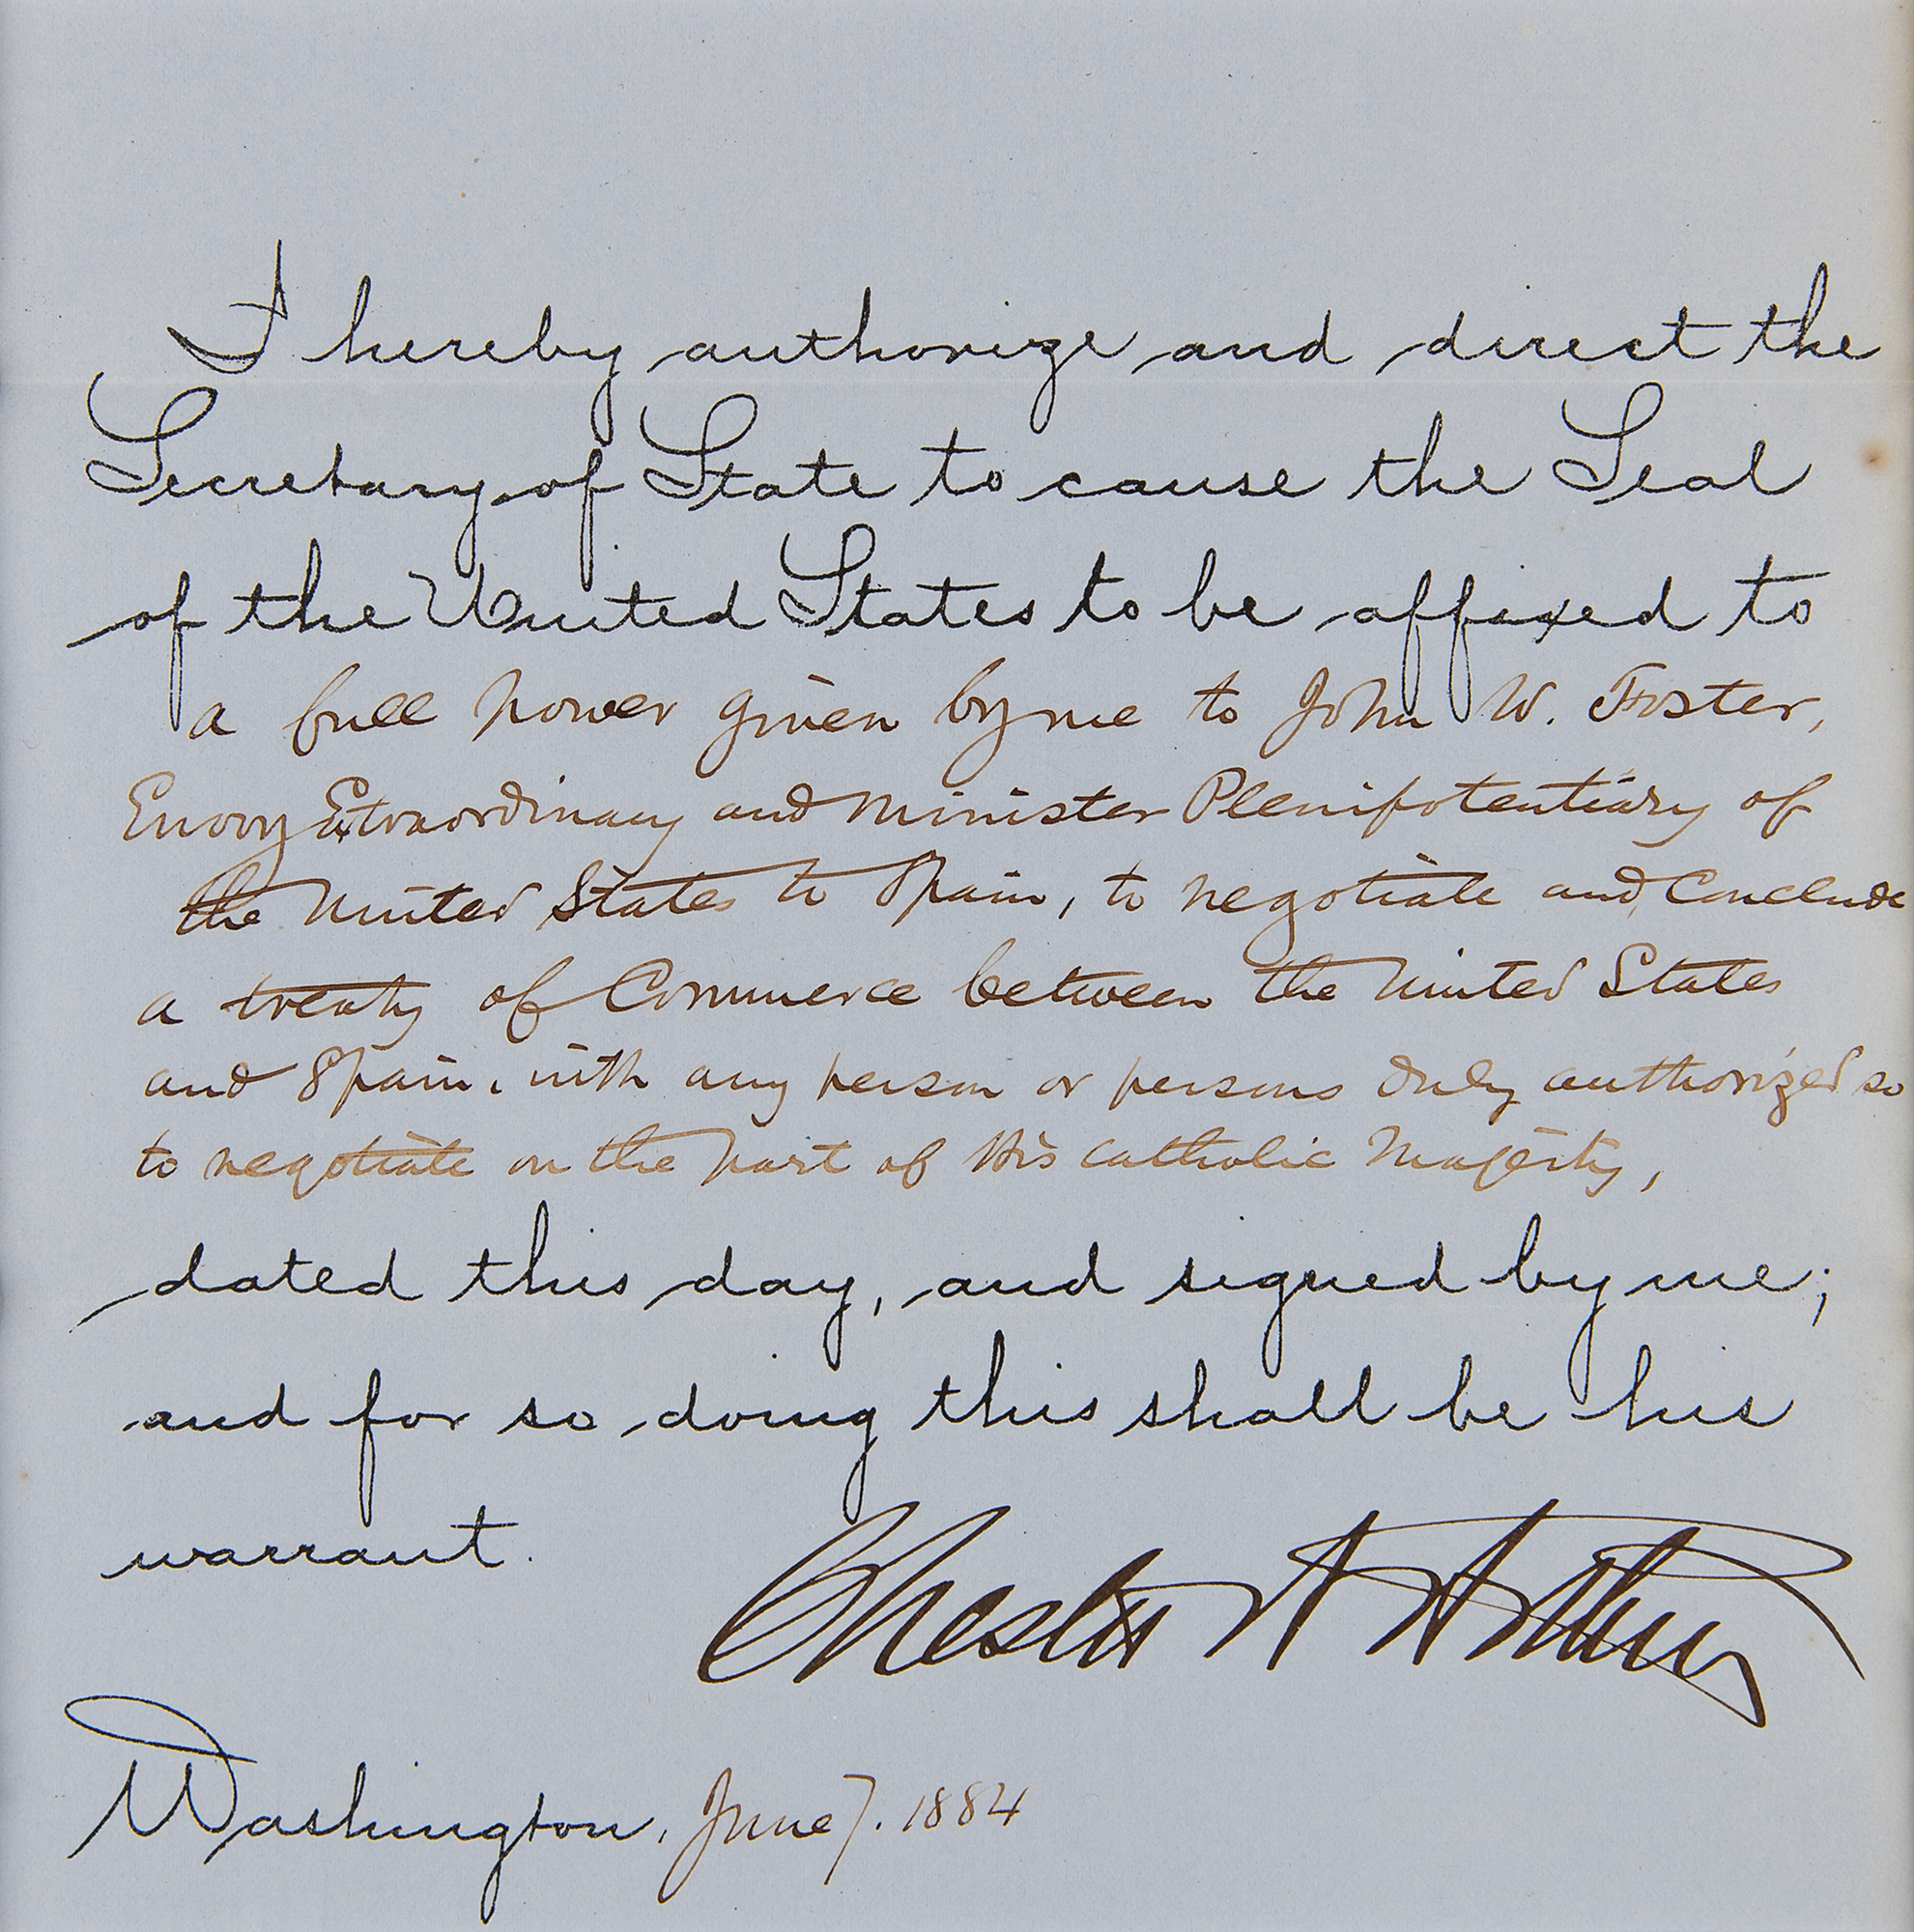 I hereby authorize and direct the
Secretary of State to cause the Seal
of the United States to be affixed to
a full power given by me to John W. Foster,
Envoy Extraordinary and Minister Plenipotentiary of
the United States to Spain, to negotiate and conclude
a treaty of Commerce between the United States
and Spain, with any person or persons duly authorized so
to negotiate on the part of His Catholic Majesty,
dated this day, and signed by me;
and for so doing this shall be his
warrant.
Chester A Arthur
Washington, June 7. 1884